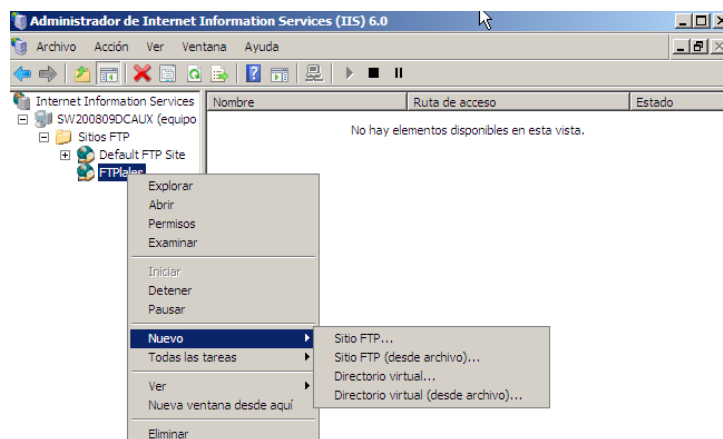 Administrador de Internet Information Services (IIS) 6.0
Archivo Acción Ver Ventana Ayuda
Internet Information Services
Nombre Ruta de acceso Estado
SW200809DCAUX (equipo
No hay elementos disponibles en esta vista.
Sitios FTP
Default FTP Site
FTPlales
Explorar
Abrir
Permisos
Examinar
Iniciar
Detener
Pausar
Nuevo
Sitio FTP...
Todas las tareas
Sitio FTP (desde archivo)...
Directorio virtual...
Ver
Directorio virtual (desde archivo)...
Nueva ventana desde aquí
Eliminar